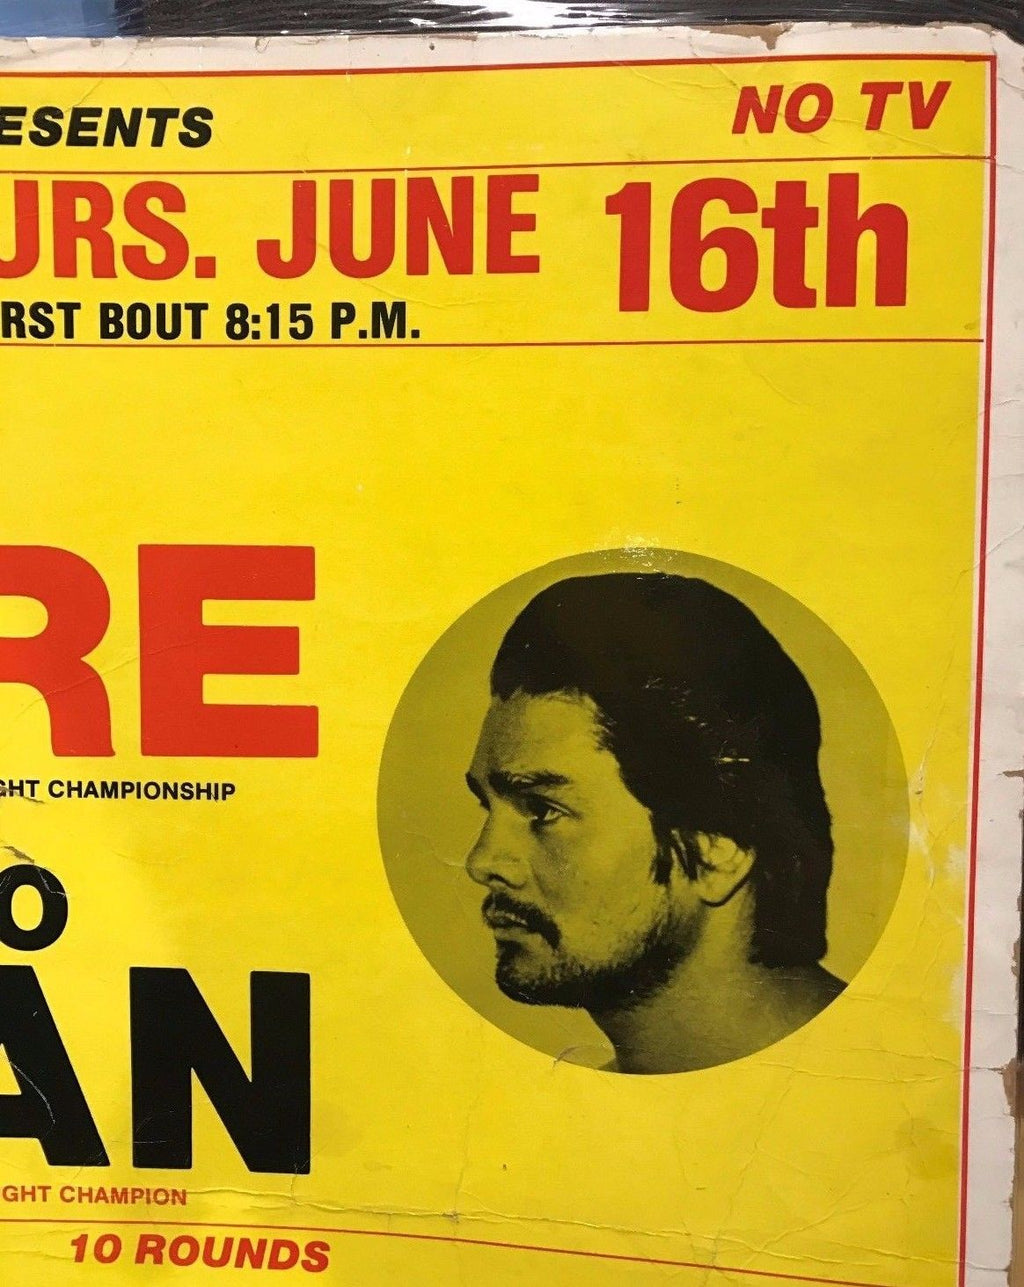 ESENTS
NO TV
URS. JUNE 16th
RST BOUT 8:15 P.M.
RE
GHT CHAMPIONSHIP
O
AN
GHT CHAMPION
10 ROUNDS